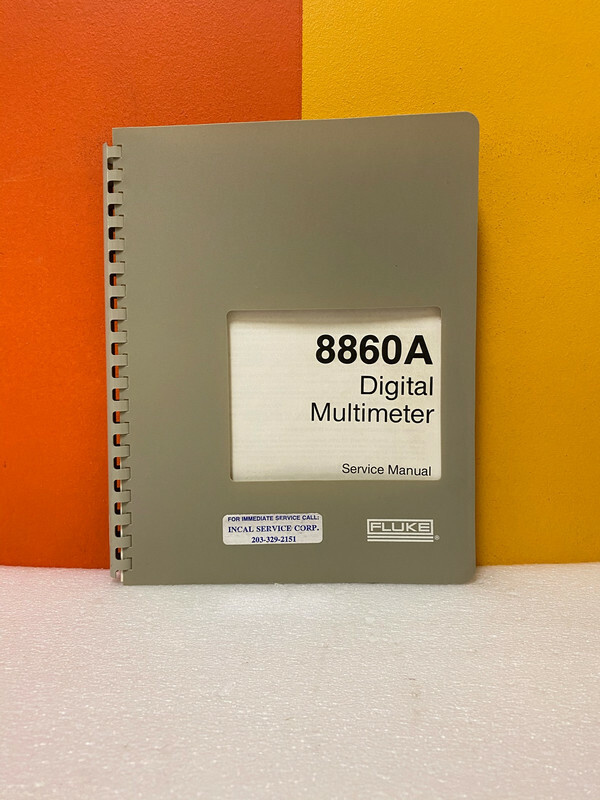 8860A
Digital
Multimeter
Service Manual
FOR IMMEDIATE SERVICE CALL:
INCAL SERVICE CORP.
203-329-2151
FLUKE
®